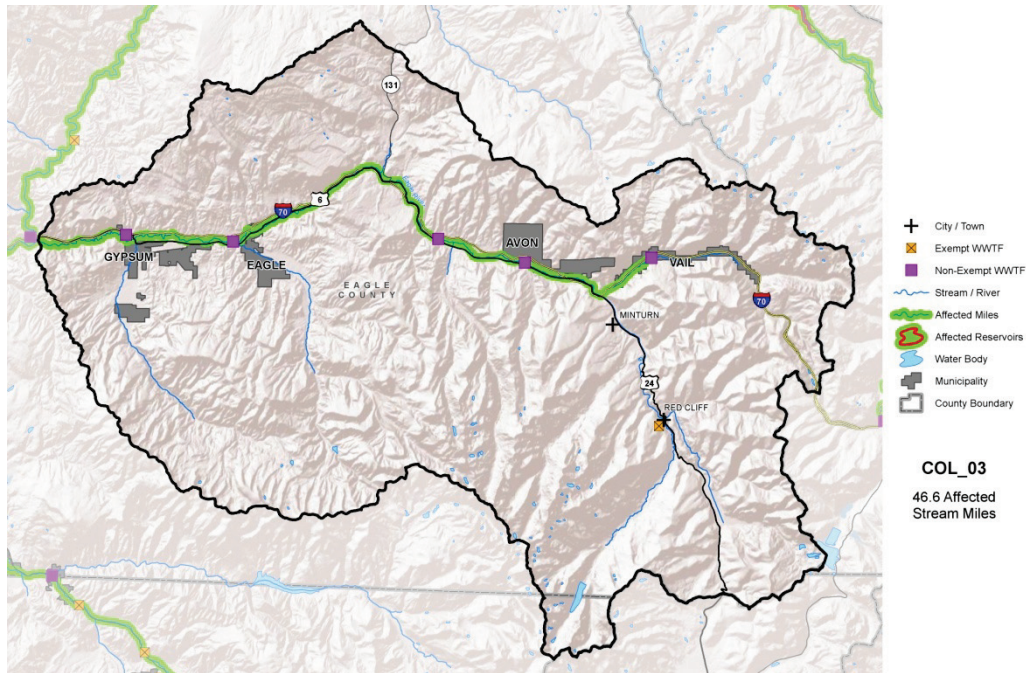 131
6
70
AVON
GYPSUM
EAGLE
VAIL
EAGLE
COUNTY
70
MINTURN
24
RED CLIFF
City / Town
Exempt WWTF
Non-Exempt WWTF
Stream / River
Affected Miles
Affected Reservoirs
Water Body
Municipality
County Boundary
COL_03
46.6 Affected
Stream Miles